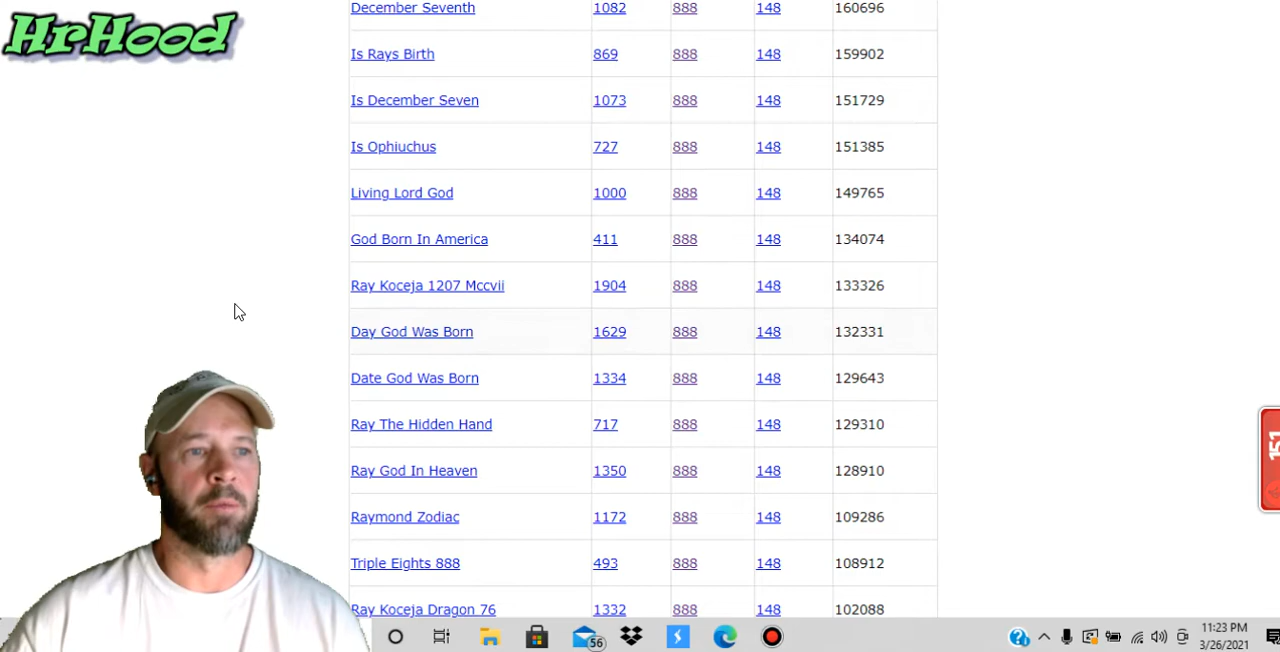 HrHood
December Seventh 1082 888 148 160696
Is Rays Birth 869 888 148 159902
Is December Seven 1073 888 148 151729
Is Ophiuchus 727 888 148 151385
Living Lord God 1000 888 148 149765
God Born In America 411 888 148 134074
Ray Koceja 1207 Mccvii 1904 888 148 133326
Day God Was Born 1629 888 148 132331
Date God Was Born 1334 888 148 129643
Ray The Hidden Hand 717 888 148 129310
Ray God In Heaven 1350 888 148 128910
Raymond Zodiac 1172 888 148 109286
Triple Eights 888 493 888 148 108912
Ray Koceja Dragon 76 1332 888 148 102088
151
56
11:23 PM
3/26/2021